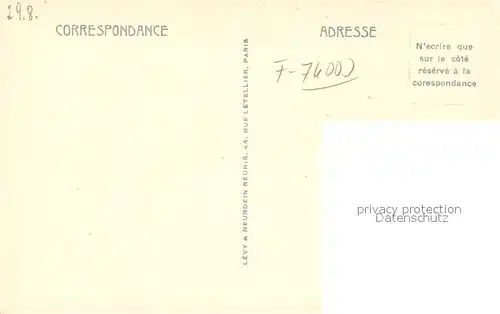 29.8.
CORRESPONDANCE
ADRESSE
F-74000
N'ecrire que
sur le côté
réservé à la
corespondance
LÉVY & NEURDEIN RÉUNIS, 44, RUE LETELLIER, PARIS
privacy protection
Datenschutz